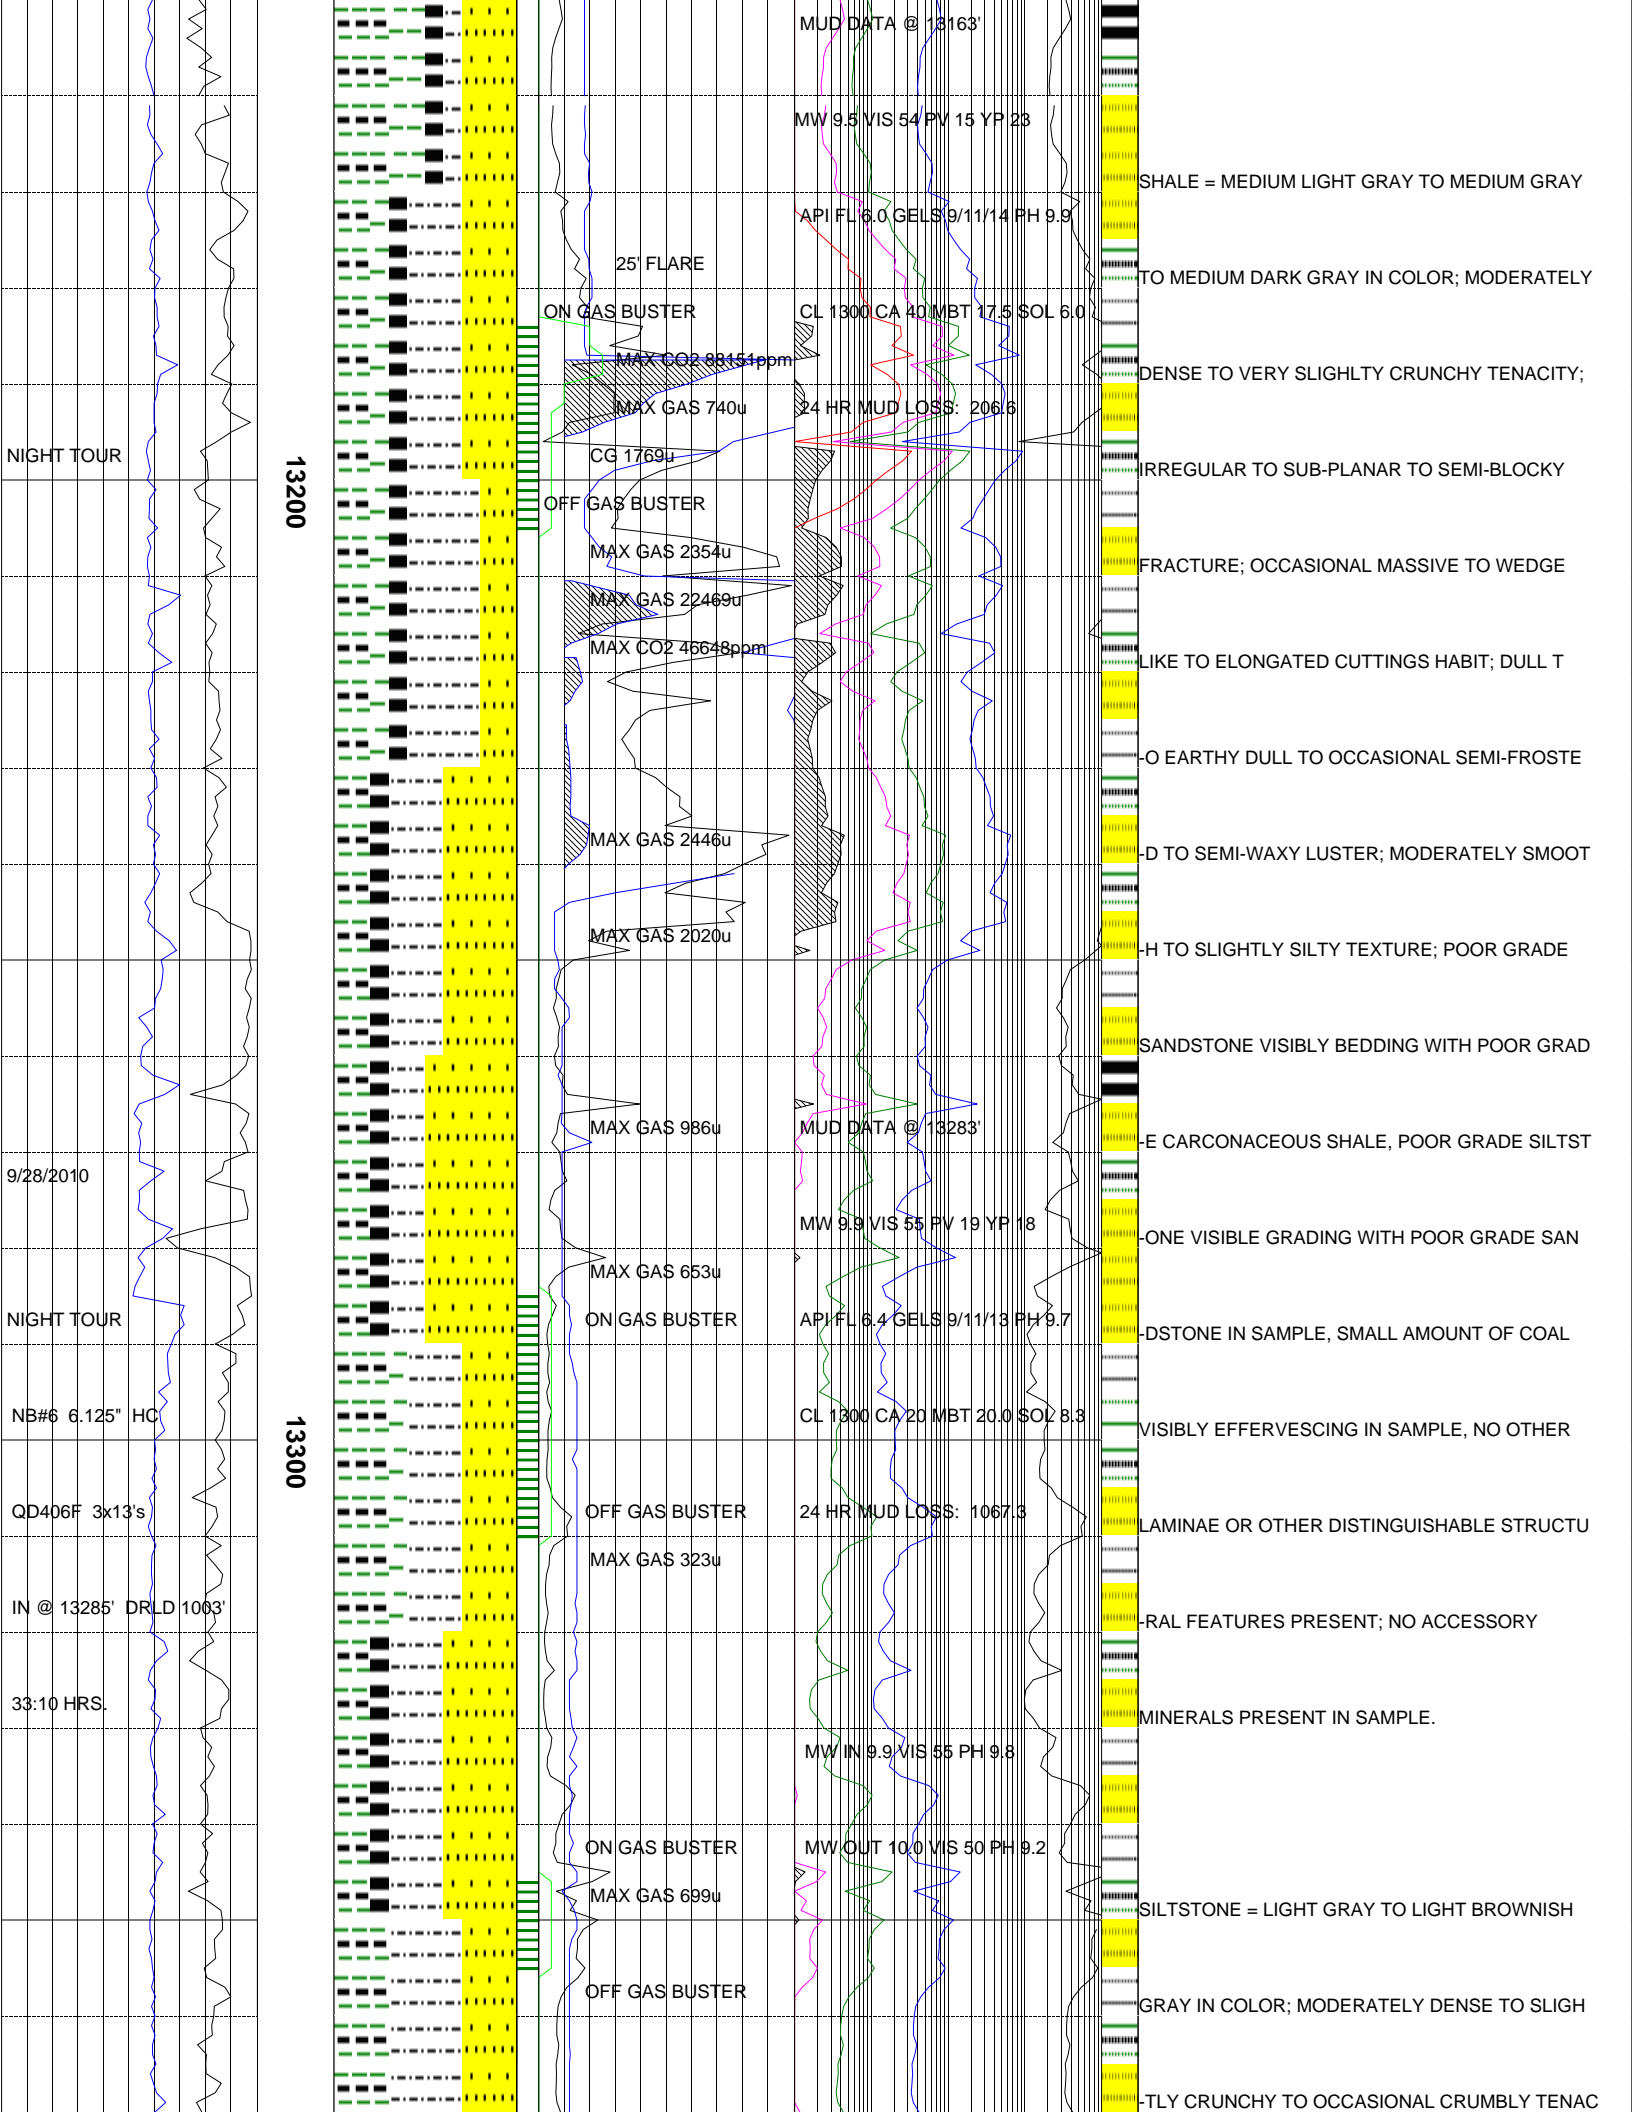 MUD DATA @ 13163'
MW 9.5 VIS 54 PV 15 YP 23
SHALE = MEDIUM LIGHT GRAY TO MEDIUM GRAY
API FL 6.0 GELS 9/11/14 PH 9.9
25' FLARE
TO MEDIUM DARK GRAY IN COLOR; MODERATELY
ON GAS BUSTER
CL 1300 CA 40 MBT 17.5 SOL 6.0
MAX CO2 88151ppm
DENSE TO VERY SLIGHLTY CRUNCHY TENACITY;
MAX GAS 740u
24 HR MUD LOSS: 206.6
NIGHT TOUR
CG 1769u
IRREGULAR TO SUB-PLANAR TO SEMI-BLOCKY
13200
OFF GAS BUSTER
MAX GAS 2354u
FRACTURE; OCCASIONAL MASSIVE TO WEDGE
MAX GAS 22469u
MAX CO2 46648ppm
LIKE TO ELONGATED CUTTINGS HABIT; DULL T
-O EARTHY DULL TO OCCASIONAL SEMI-FROSTE
MAX GAS 2446u
-D TO SEMI-WAXY LUSTER; MODERATELY SMOOT
MAX GAS 2020u
-H TO SLIGHTLY SILTY TEXTURE; POOR GRADE
SANDSTONE VISIBLY BEDDING WITH POOR GRAD
MAX GAS 986u
MUD DATA @ 13283'
-E CARCONACEOUS SHALE, POOR GRADE SILTST
9/28/2010
MW 9.9 VIS 55 PV 19 YP 18
-ONE VISIBLE GRADING WITH POOR GRADE SAN
MAX GAS 653u
NIGHT TOUR
ON GAS BUSTER
API FL 6.4 GELS 9/11/13 PH 9.7
-DSTONE IN SAMPLE, SMALL AMOUNT OF COAL
NB#6 6.125" HC
CL 1300 CA 20 MBT 20.0 SOL 8.3
VISIBLY EFFERVESCING IN SAMPLE, NO OTHER
13300
QD406F 3x13's
OFF GAS BUSTER
24 HR MUD LOSS: 1067.3
LAMINAE OR OTHER DISTINGUISHABLE STRUCTU
MAX GAS 323u
IN @ 13285' DRLD 1003'
-RAL FEATURES PRESENT; NO ACCESSORY
33:10 HRS.
MINERALS PRESENT IN SAMPLE.
MW IN 9.9 VIS 55 PH 9.8
ON GAS BUSTER
MW OUT 10.0 VIS 50 PH 9.2
MAX GAS 699u
SILTSTONE = LIGHT GRAY TO LIGHT BROWNISH
OFF GAS BUSTER
GRAY IN COLOR; MODERATELY DENSE TO SLIGH
-TLY CRUNCHY TO OCCASIONAL CRUMBLY TENAC